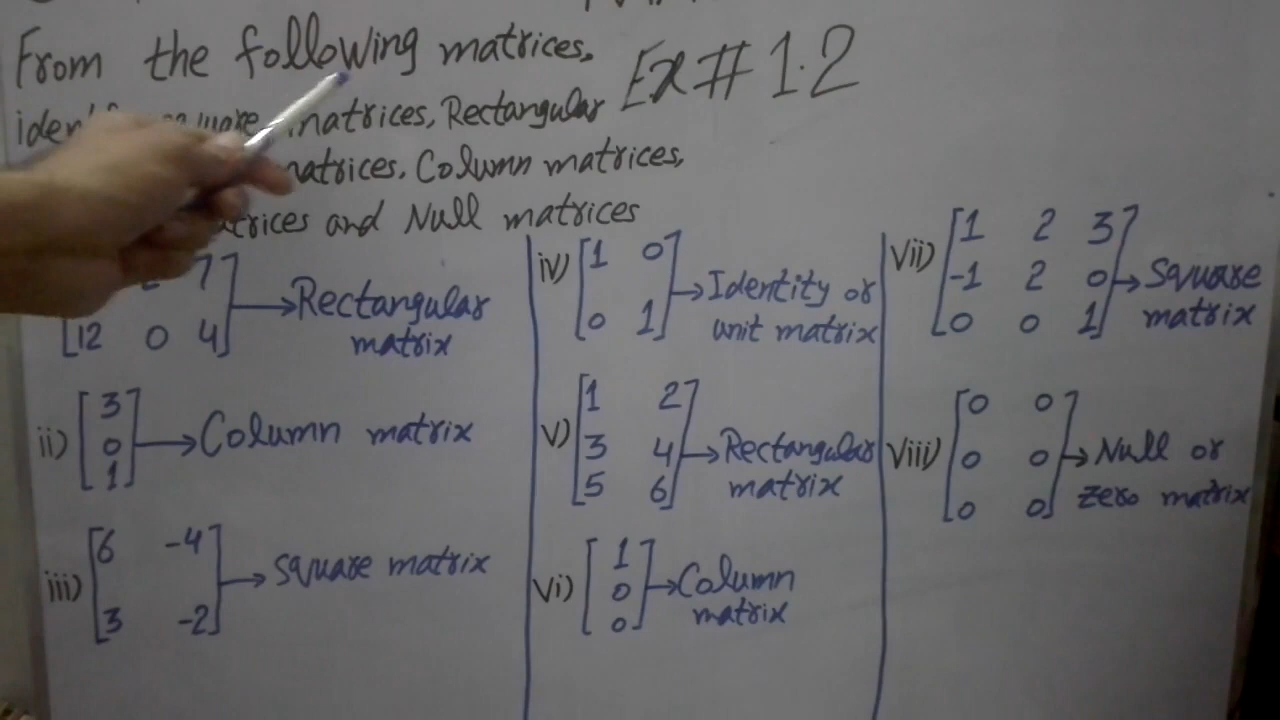 From the following matrices. Ex # 1.2
matrices, Rectangular
matrices, Column matrices,
and Null matrices
7 → Rectangular
12 0 4 matrix
ii) 3
0 → Column matrix
1
iii) 6 -4
→ square matrix
3 -2
iv) 1 0
→ Identity or
0 1 unit matrix
v) 1 2
3 4 → Rectangular
5 6 matrix
vi) 1
0 → Column
0 matrix
vii) 1 2 3
-1 2 0 → Square
0 0 1 matrix
viii) 0 0
0 0 → Null or
0 0 zero matrix